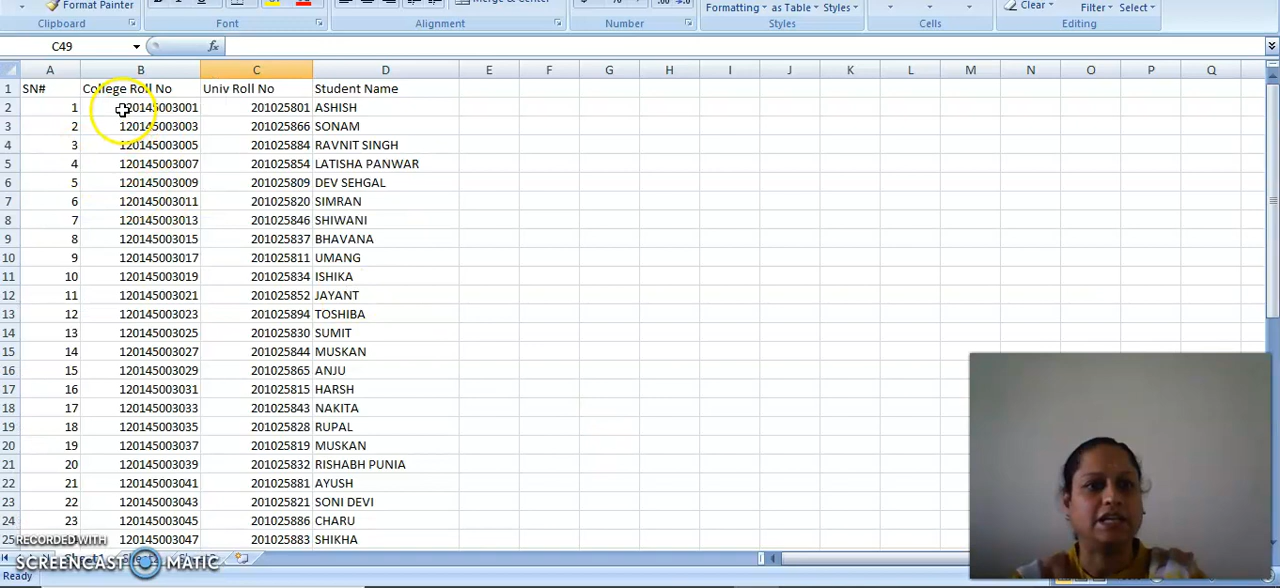 Format Painter
Merge & Center
%
Formatting as Table Styles
Clear
Filter Select
Clipboard Font Alignment Number Styles Cells Editing
C49 fx
A B C D E F G H I J K L M N O P Q
1 SN# College Roll No Univ Roll No Student Name
2 1 120145003001 201025801 ASHISH
3 2 120145003003 201025866 SONAM
4 3 120145003005 201025884 RAVNIT SINGH
5 4 120145003007 201025854 LATISHA PANWAR
6 5 120145003009 201025809 DEV SEHGAL
7 6 120145003011 201025820 SIMRAN
8 7 120145003013 201025846 SHIWANI
9 8 120145003015 201025837 BHAVANA
10 9 120145003017 201025811 UMANG
11 10 120145003019 201025834 ISHIKA
12 11 120145003021 201025852 JAYANT
13 12 120145003023 201025894 TOSHIBA
14 13 120145003025 201025830 SUMIT
15 14 120145003027 201025844 MUSKAN
16 15 120145003029 201025865 ANJU
17 16 120145003031 201025815 HARSH
18 17 120145003033 201025843 NAKITA
19 18 120145003035 201025828 RUPAL
20 19 120145003037 201025819 MUSKAN
21 20 120145003039 201025832 RISHABH PUNIA
22 21 120145003041 201025881 AYUSH
23 22 120145003043 201025821 SONI DEVI
24 23 120145003045 201025886 CHARU
25 120145003047 201025883 SHIKHA
RECORDED WITH
SCREENCAST MATIC
Ready